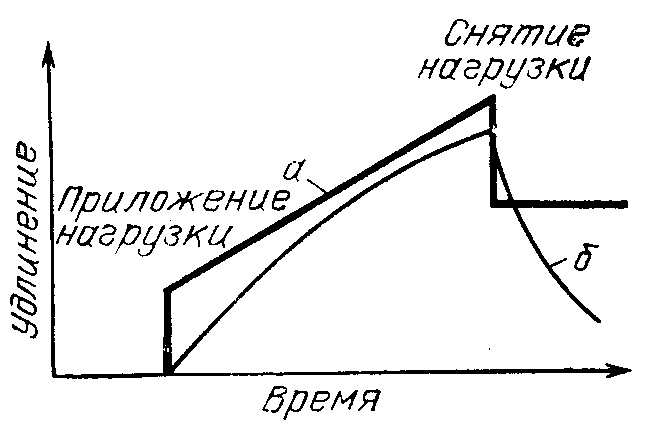 Снятие
нагрузки
а
Приложение
нагрузки
Удлинение
б
Время